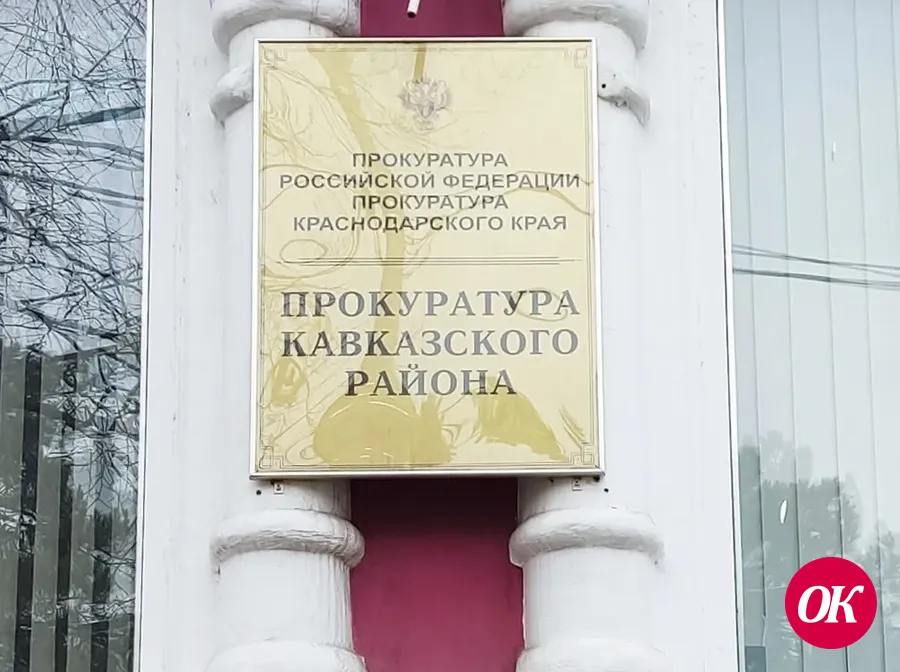 ПРОКУРАТУРА
РОССИЙСКОЙ ФЕДЕРАЦИИ
ПРОКУРАТУРА
КРАСНОДАРСКОГО КРАЯ
ПРОКУРАТУРА
КАВКАЗСКОГО
РАЙОНА
ОК